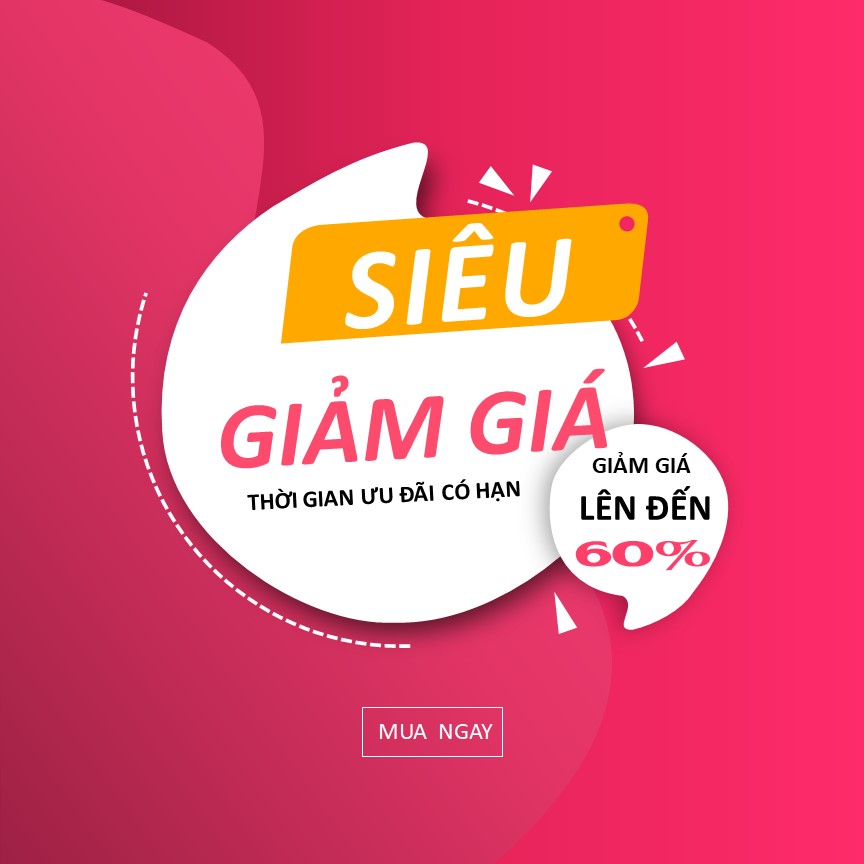 SIÊU
GIẢM GIÁ
THỜI GIAN ƯU ĐÃI CÓ HẠN
GIẢM GIÁ
LÊN ĐẾN
60%
MUA NGAY